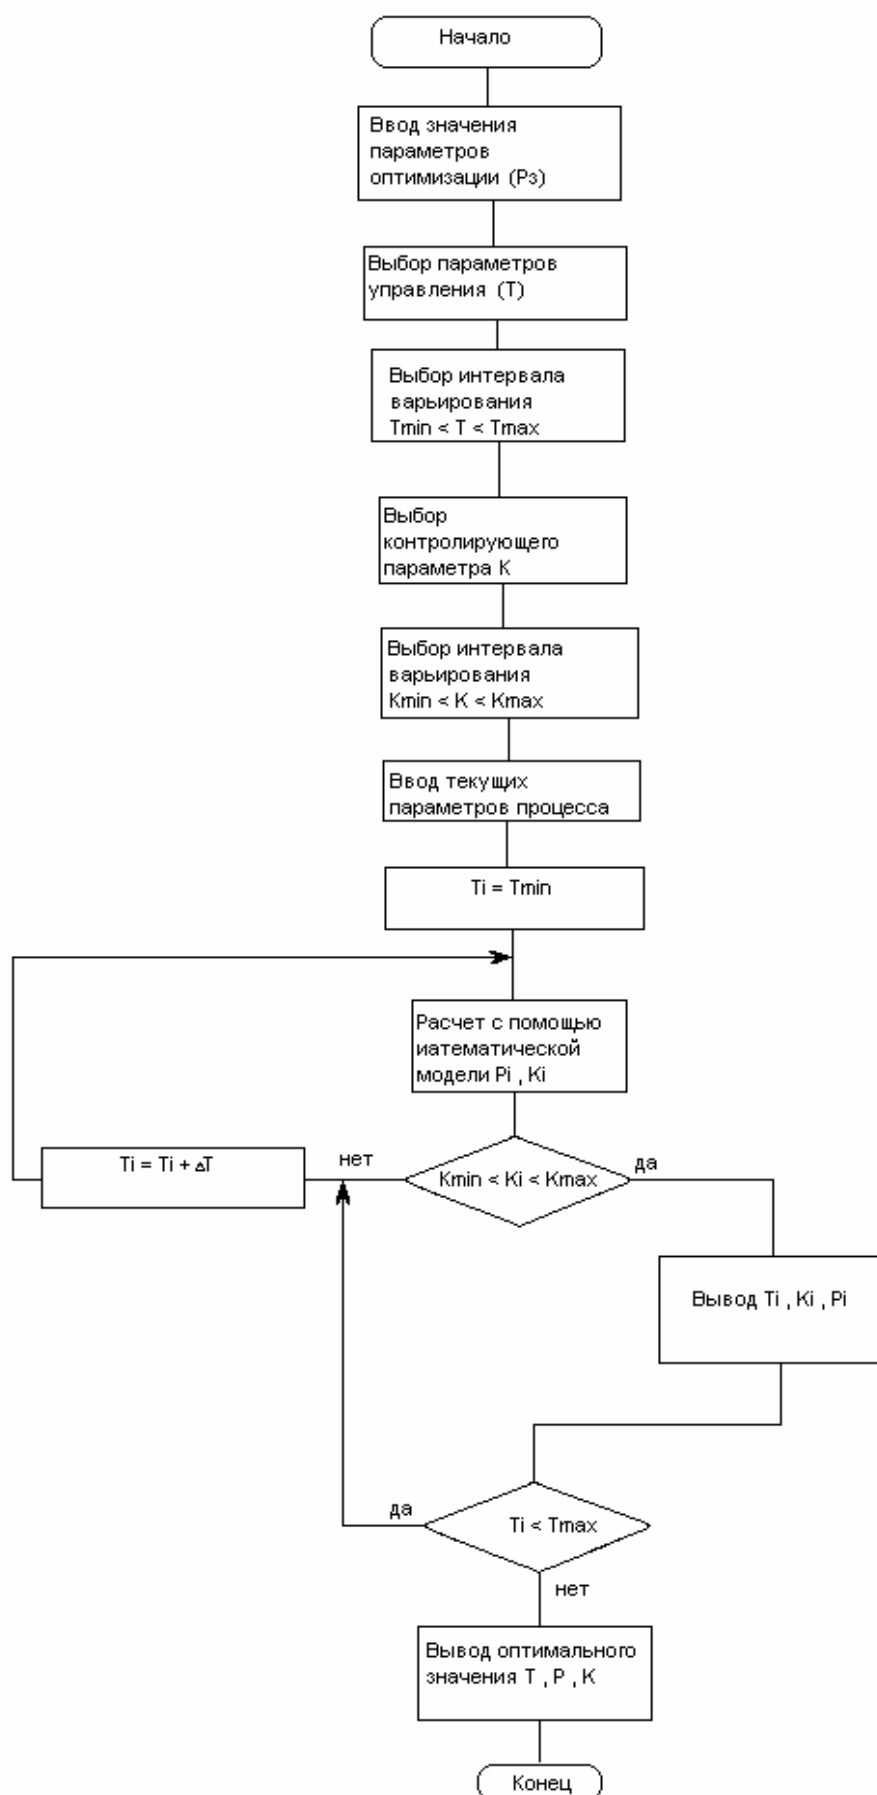 Начало
Ввод значения
параметров
оптимизации (Рз)
Выбор параметров
управления (Т)
Выбор интервала
варьирования
Tmin < T < Tmax
Выбор
контролирующего
параметра К
Выбор интервала
варьирования
Kmin < K < Kmax
Ввод текущих
параметров процесса
Ti = Tmin
Расчет с помощью
иатематической
модели Pi , Ki
Ti = Ti + ΔT
нет
Kmin < Ki < Kmax
да
Вывод Ti , Ki , Pi
да
Ti < Tmax
нет
Вывод оптимального
значения T , P , K
Конец